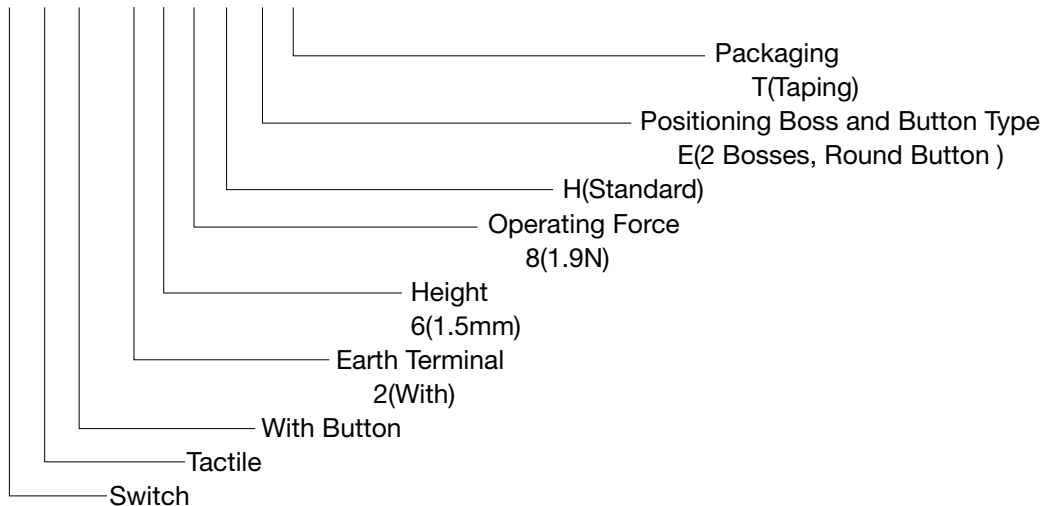 Packaging
T(Taping)
Positioning Boss and Button Type
E(2 Bosses, Round Button )
H(Standard)
Operating Force
8(1.9N)
Height
6(1.5mm)
Earth Terminal
2(With)
With Button
Tactile
Switch